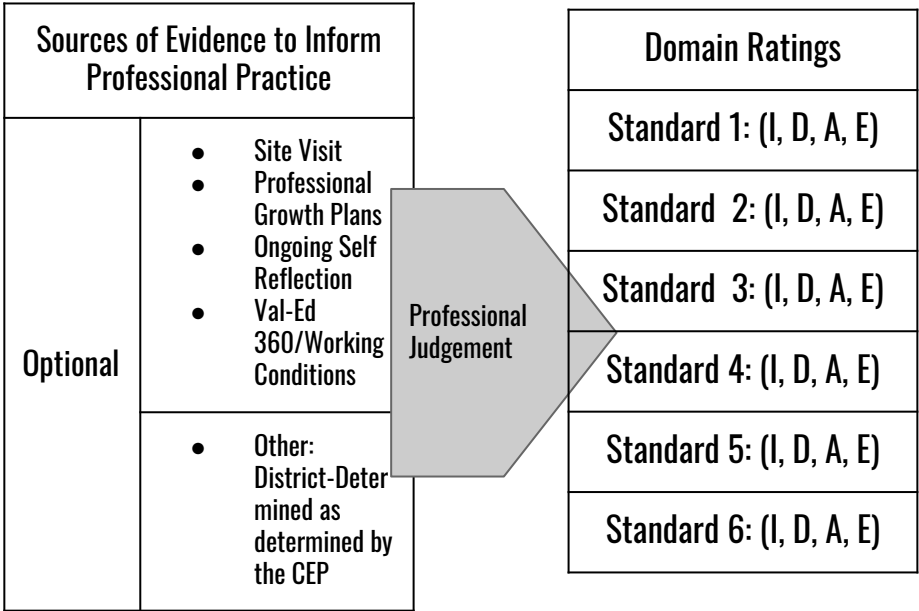 Sources of Evidence to Inform
Professional Practice
Optional
● Site Visit
● Professional
Growth Plans
● Ongoing Self
Reflection
● Val-Ed
360/Working
Conditions
● Other:
District-Deter
mined as
determined by
the CEP
Professional
Judgement
Domain Ratings
Standard 1: (I, D, A, E)
Standard 2: (I, D, A, E)
Standard 3: (I, D, A, E)
Standard 4: (I, D, A, E)
Standard 5: (I, D, A, E)
Standard 6: (I, D, A, E)